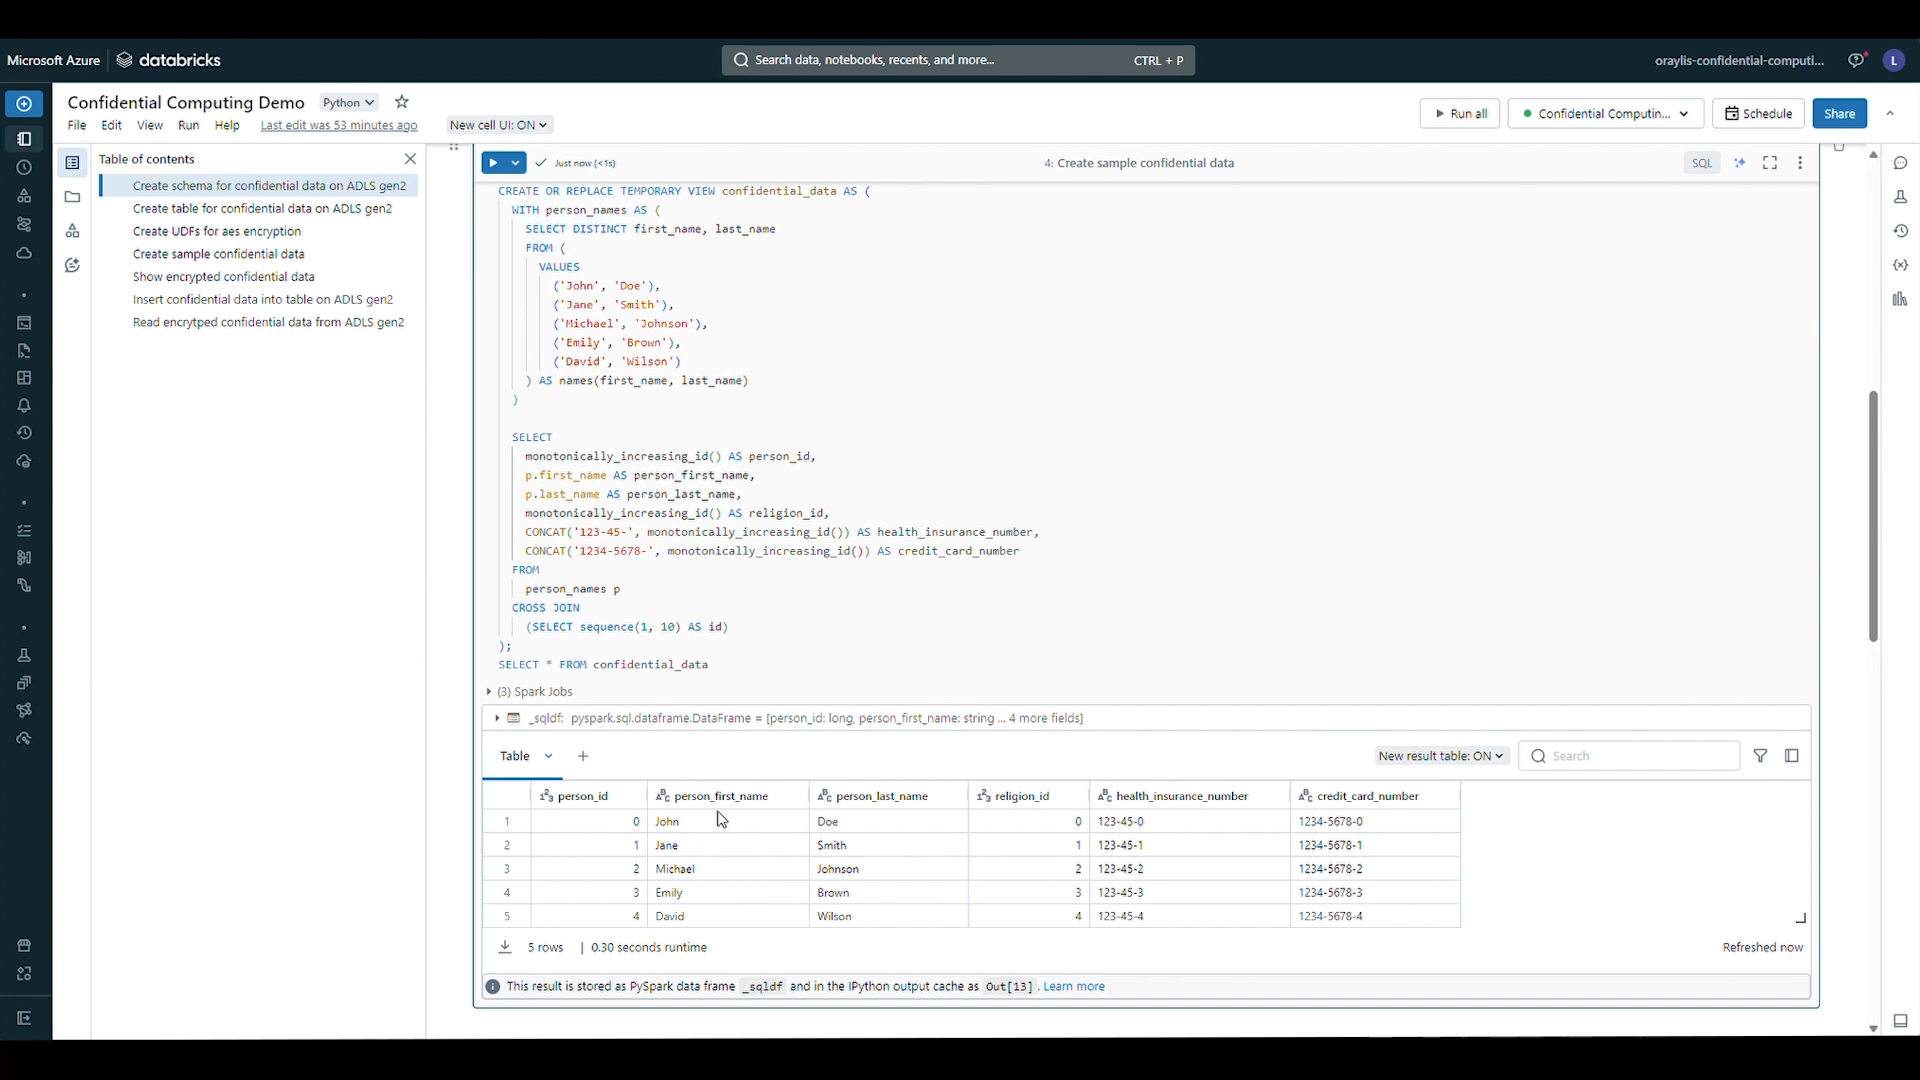 Microsoft Azure databricks Search data, notebooks, recents, and more... CTRL + P oraylis-confidential-computi... L
Confidential Computing Demo Python
File Edit View Run Help Last edit was 53 minutes ago New cell UI: ON
Run all Confidential Computin... Schedule Share
Table of contents
Create schema for confidential data on ADLS gen2
Create table for confidential data on ADLS gen2
Create UDFs for aes encryption
Create sample confidential data
Show encrypted confidential data
Insert confidential data into table on ADLS gen2
Read encrytped confidential data from ADLS gen2
Just now (<1s) 4: Create sample confidential data SQL
CREATE OR REPLACE TEMPORARY VIEW confidential_data AS (
WITH person_names AS (
SELECT DISTINCT first_name, last_name
FROM (
VALUES
('John', 'Doe'),
('Jane', 'Smith'),
('Michael', 'Johnson'),
('Emily', 'Brown'),
('David', 'Wilson')
) AS names(first_name, last_name)
)
SELECT
monotonically_increasing_id() AS person_id,
p.first_name AS person_first_name,
p.last_name AS person_last_name,
monotonically_increasing_id() AS religion_id,
CONCAT('123-45-', monotonically_increasing_id()) AS health_insurance_number,
CONCAT('1234-5678-', monotonically_increasing_id()) AS credit_card_number
FROM
person_names p
CROSS JOIN
(SELECT sequence(1, 10) AS id)
);
SELECT * FROM confidential_data
(3) Spark Jobs
_sqldf: pyspark.sql.dataframe.DataFrame = [person_id: long, person_first_name: string ... 4 more fields]
Table + New result table: ON Search
123 person_id ABC person_first_name ABC person_last_name 123 religion_id ABC health_insurance_number ABC credit_card_number
1 0 John Doe 0 123-45-0 1234-5678-0
2 1 Jane Smith 1 123-45-1 1234-5678-1
3 2 Michael Johnson 2 123-45-2 1234-5678-2
4 3 Emily Brown 3 123-45-3 1234-5678-3
5 4 David Wilson 4 123-45-4 1234-5678-4
5 rows | 0.30 seconds runtime Refreshed now
This result is stored as PySpark data frame _sqldf and in the IPython output cache as Out[13] . Learn more